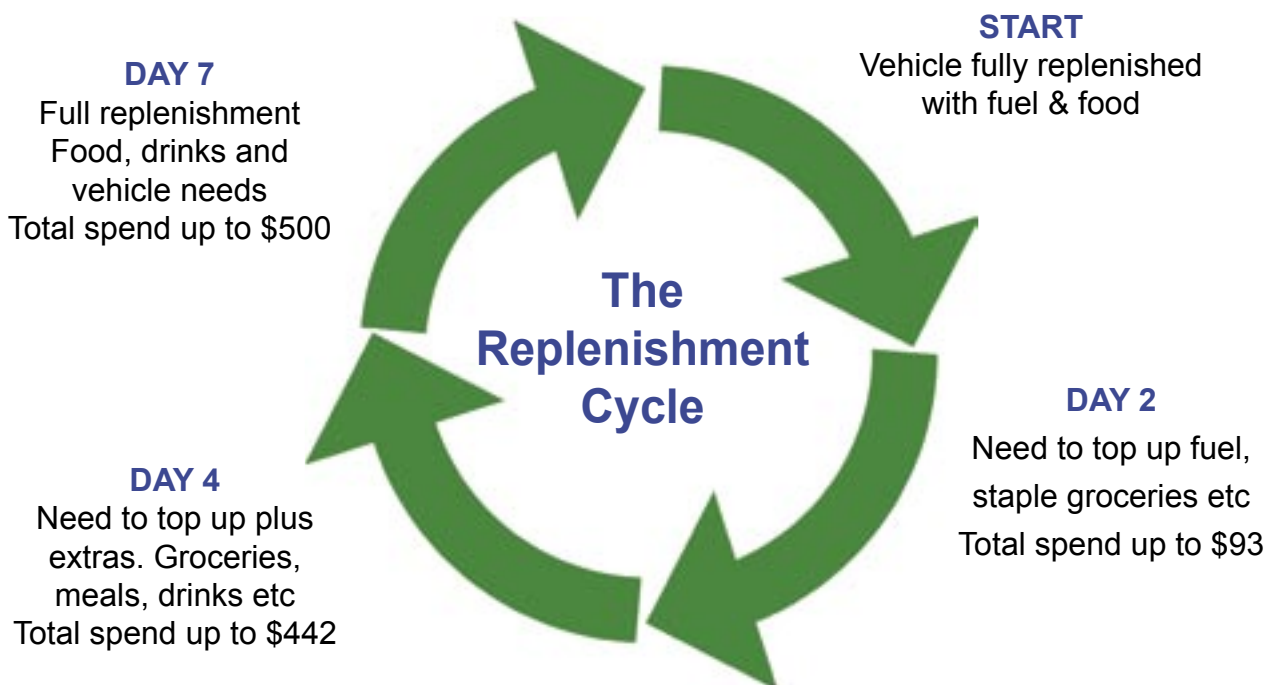 START
Vehicle fully replenished
with fuel & food
DAY 7
Full replenishment
Food, drinks and
vehicle needs
Total spend up to $500
The
Replenishment
Cycle
DAY 2
Need to top up fuel,
staple groceries etc
Total spend up to $93
DAY 4
Need to top up plus
extras. Groceries,
meals, drinks etc
Total spend up to $442